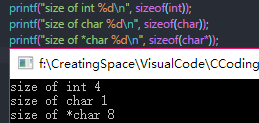 printf("size of int %d\n", sizeof(int));
printf("size of char %d\n", sizeof(char));
printf("size of *char %d\n", sizeof(char*));
f:\CreatingSpace\VisualCode\CCoding
size of int 4
size of char 1
size of *char 8